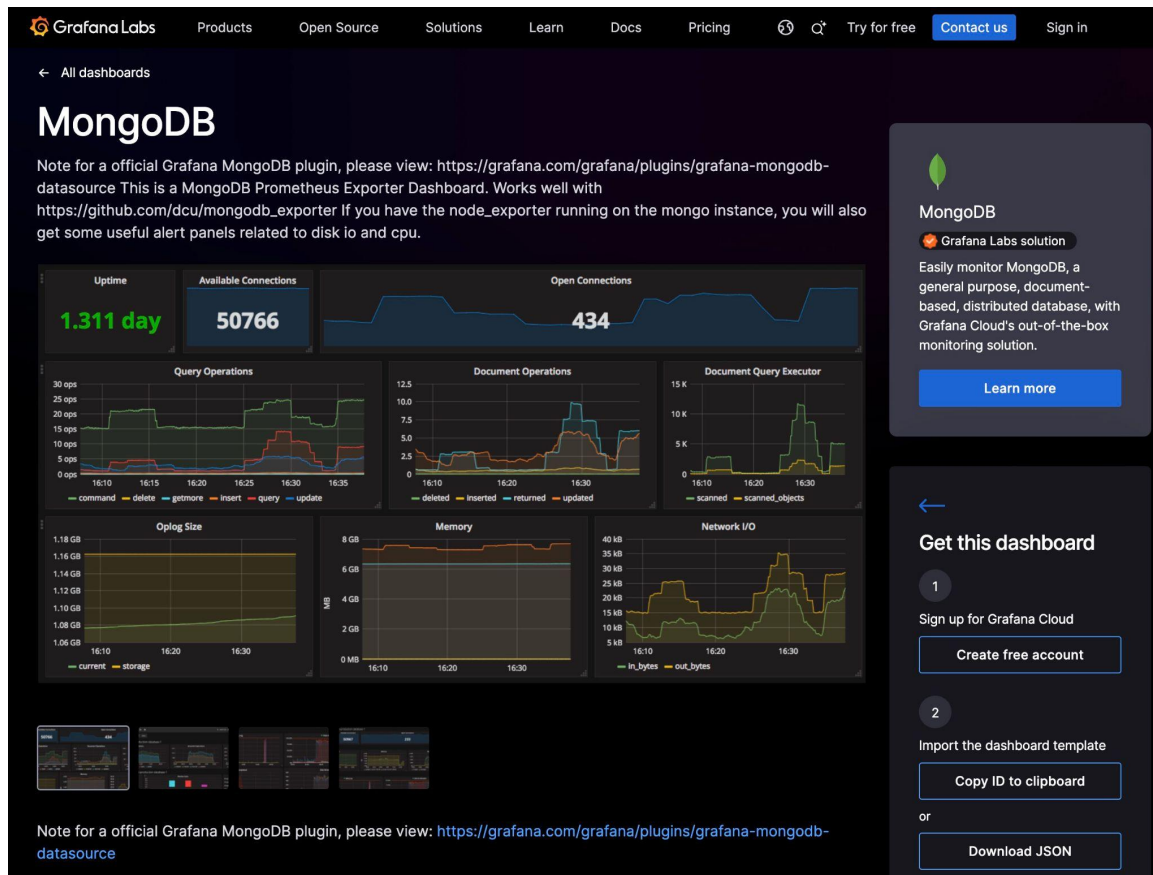 Grafana Labs
Products
Open Source
Solutions
Learn
Docs
Pricing
Try for free
Contact us
Sign in
← All dashboards
MongoDB
Note for a official Grafana MongoDB plugin, please view: https://grafana.com/grafana/plugins/grafana-mongodb-
datasource This is a MongoDB Prometheus Exporter Dashboard. Works well with
https://github.com/dcu/mongodb_exporter If you have the node_exporter running on the mongo instance, you will also
get some useful alert panels related to disk io and cpu.
Uptime
1.311 day
Available Connections
50766
Open Connections
434
Query Operations
30 ops
25 ops
20 ops
15 ops
10 ops
5 ops
0 ops
16:10 16:15 16:20 16:25 16:30 16:35
command delete getmore insert query update
Document Operations
12.5
10.0
7.5
5.0
2.5
0
16:10 16:20 16:30
deleted inserted returned updated
Document Query Executor
15 K
10 K
5 K
0
16:10 16:20 16:30
scanned scanned_objects
Oplog Size
1.18 GB
1.16 GB
1.14 GB
1.12 GB
1.10 GB
1.08 GB
1.06 GB
16:10 16:20 16:30
current storage
Memory
MB
8 GB
6 GB
4 GB
2 GB
0 MB
16:10 16:20 16:30
Network I/O
40 kB
35 kB
30 kB
25 kB
20 kB
15 kB
10 kB
5 kB
16:10 16:20 16:30
in_bytes out_bytes
Note for a official Grafana MongoDB plugin, please view: https://grafana.com/grafana/plugins/grafana-mongodb-
datasource
MongoDB
Grafana Labs solution
Easily monitor MongoDB, a
general purpose, document-
based, distributed database, with
Grafana Cloud's out-of-the-box
monitoring solution.
Learn more
←
Get this dashboard
1
Sign up for Grafana Cloud
Create free account
2
Import the dashboard template
Copy ID to clipboard
or
Download JSON